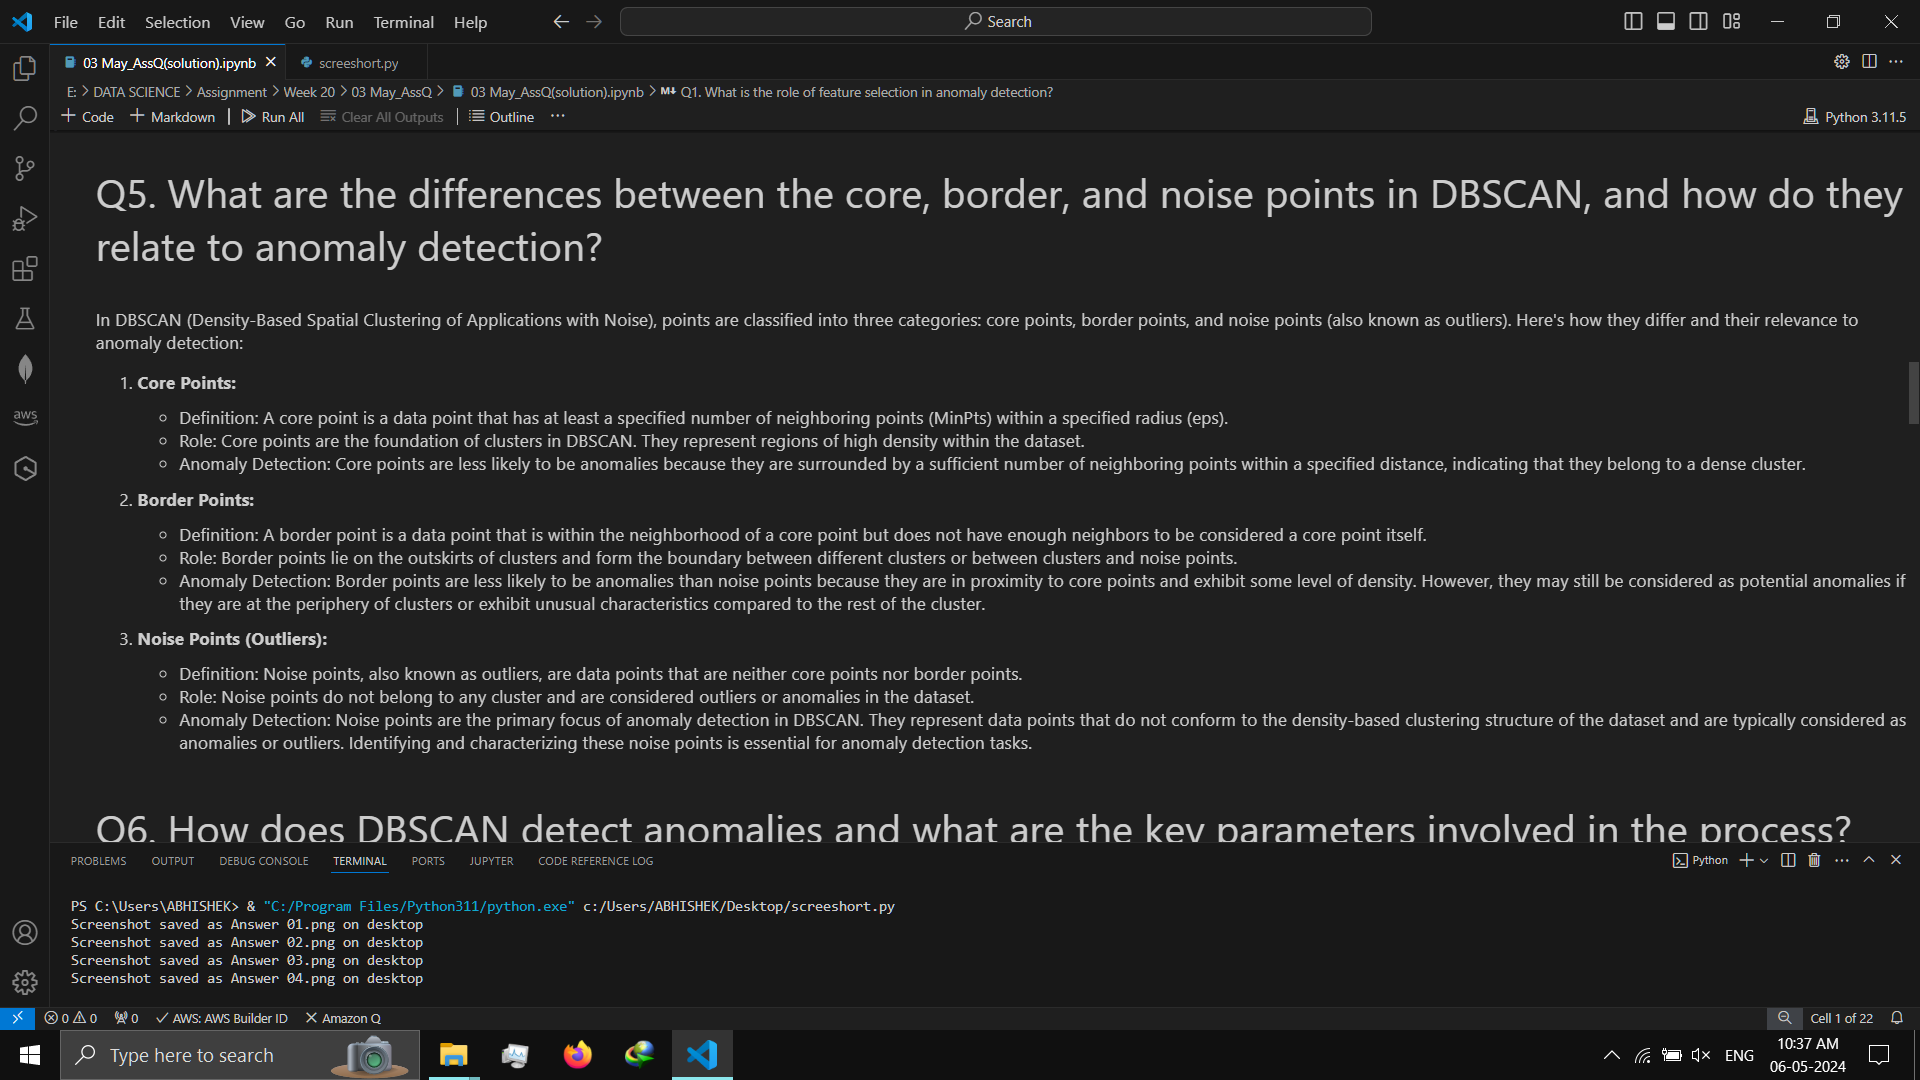 File Edit Selection View Go Run Terminal Help Search
03 May_AssQ(solution).ipynb screeshort.py
E: > DATA SCIENCE > Assignment > Week 20 > 03 May_AssQ > 03 May_AssQ(solution).ipynb > M↓ Q1. What is the role of feature selection in anomaly detection?
+ Code + Markdown | Run All Clear All Outputs | Outline ··· Python 3.11.5
Q5. What are the differences between the core, border, and noise points in DBSCAN, and how do they
relate to anomaly detection?
In DBSCAN (Density-Based Spatial Clustering of Applications with Noise), points are classified into three categories: core points, border points, and noise points (also known as outliers). Here's how they differ and their relevance to
anomaly detection:
1. Core Points:
◦ Definition: A core point is a data point that has at least a specified number of neighboring points (MinPts) within a specified radius (eps).
◦ Role: Core points are the foundation of clusters in DBSCAN. They represent regions of high density within the dataset.
◦ Anomaly Detection: Core points are less likely to be anomalies because they are surrounded by a sufficient number of neighboring points within a specified distance, indicating that they belong to a dense cluster.
2. Border Points:
◦ Definition: A border point is a data point that is within the neighborhood of a core point but does not have enough neighbors to be considered a core point itself.
◦ Role: Border points lie on the outskirts of clusters and form the boundary between different clusters or between clusters and noise points.
◦ Anomaly Detection: Border points are less likely to be anomalies than noise points because they are in proximity to core points and exhibit some level of density. However, they may still be considered as potential anomalies if
they are at the periphery of clusters or exhibit unusual characteristics compared to the rest of the cluster.
3. Noise Points (Outliers):
◦ Definition: Noise points, also known as outliers, are data points that are neither core points nor border points.
◦ Role: Noise points do not belong to any cluster and are considered outliers or anomalies in the dataset.
◦ Anomaly Detection: Noise points are the primary focus of anomaly detection in DBSCAN. They represent data points that do not conform to the density-based clustering structure of the dataset and are typically considered as
anomalies or outliers. Identifying and characterizing these noise points is essential for anomaly detection tasks.
Q6. How does DBSCAN detect anomalies and what are the key parameters involved in the process?
PROBLEMS OUTPUT DEBUG CONSOLE TERMINAL PORTS JUPYTER CODE REFERENCE LOG Python
PS C:\Users\ABHISHEK> & "C:/Program Files/Python311/python.exe" c:/Users/ABHISHEK/Desktop/screeshort.py
Screenshot saved as Answer 01.png on desktop
Screenshot saved as Answer 02.png on desktop
Screenshot saved as Answer 03.png on desktop
Screenshot saved as Answer 04.png on desktop
aws
0 0 0 AWS: AWS Builder ID Amazon Q Cell 1 of 22
Type here to search ENG 10:37 AM
06-05-2024